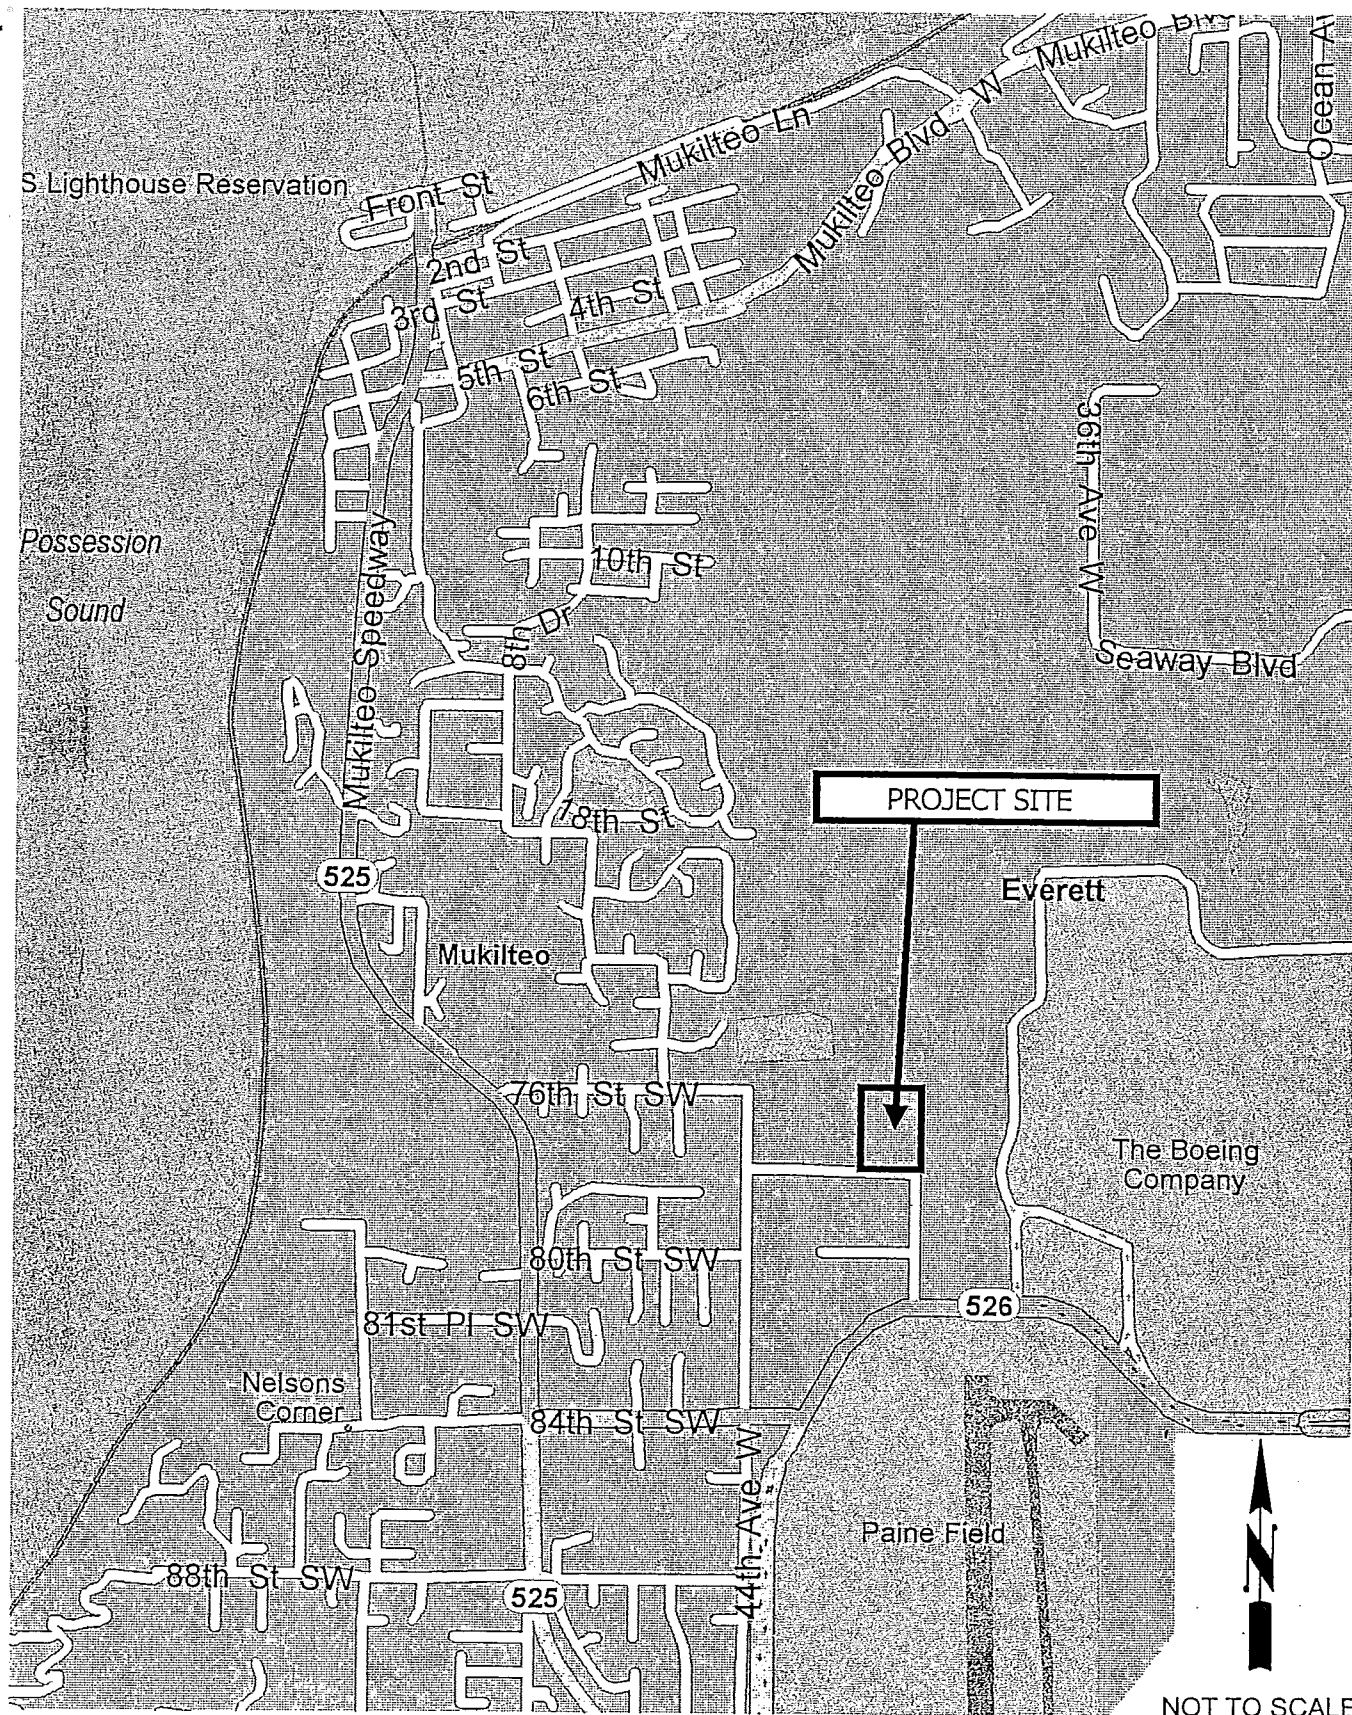 Mukilteo Blvd
Ocean Av
W
Mukilteo Ln
Mukilteo Blvd
S Lighthouse Reservation
Front St
2nd St
3rd St
4th St
5th St
6th St
36th Ave W
Possession
Sound
Mukilteo Speedway
10th St
8th Dr
Seaway Blvd
PROJECT SITE
18th St
525
Everett
Mukilteo
76th St SW
The Boeing
Company
80th St SW
526
81st Pl SW
Nelsons
Corner
84th St SW
44th Ave W
Paine Field
88th St SW
525
N
NOT TO SCALE